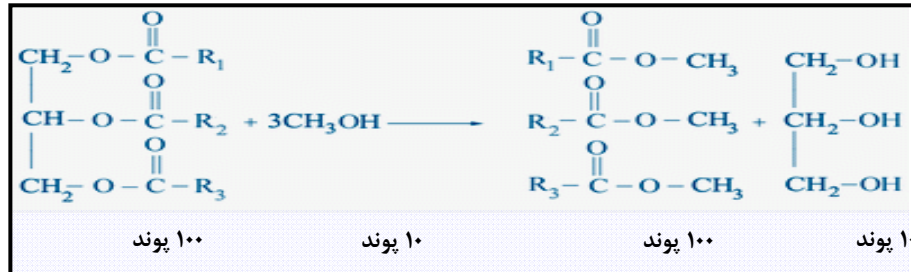 CH₂–O–C(=O)–R₁
CH–O–C(=O)–R₂ + 3CH₃OH
CH₂–O–C(=O)–R₃
R₁–C(=O)–O–CH₃
R₂–C(=O)–O–CH₃ +
R₃–C(=O)–O–CH₃
CH₂–OH
CH₂–OH
CH₂–OH
۱۰۰ پوند
۱۰ پوند
۱۰۰ پوند
پوند